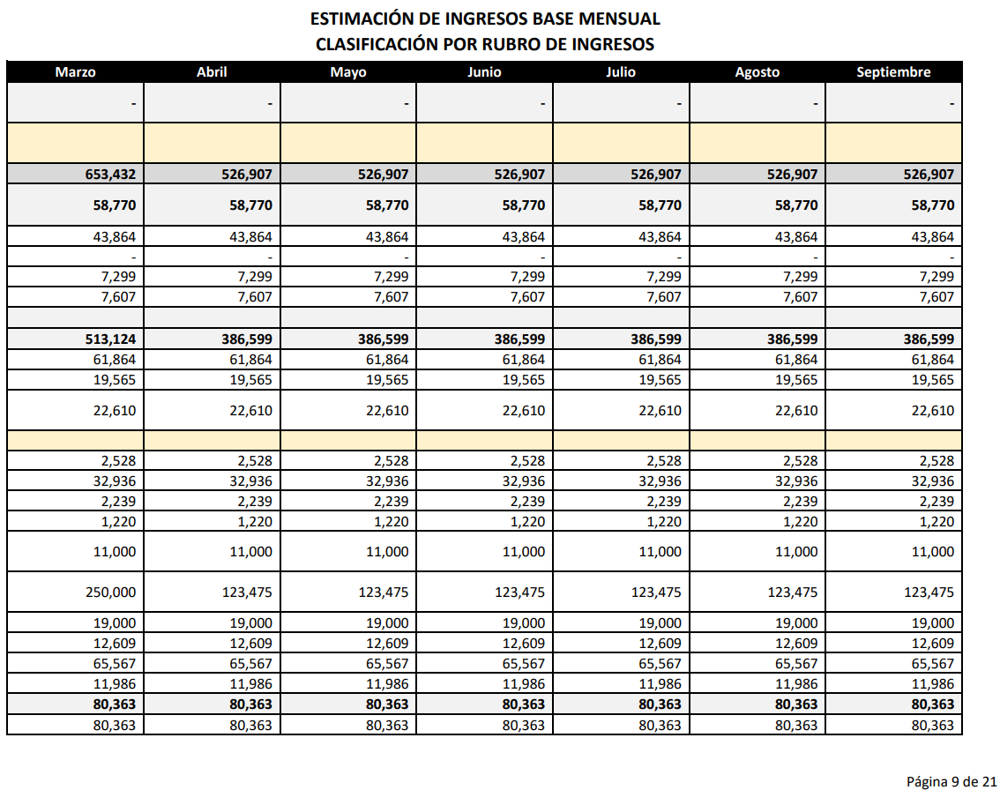 ESTIMACIÓN DE INGRESOS BASE MENSUAL
CLASIFICACIÓN POR RUBRO DE INGRESOS
Marzo Abril Mayo Junio Julio Agosto Septiembre
- - - - - - -
653,432 526,907 526,907 526,907 526,907 526,907 526,907
58,770 58,770 58,770 58,770 58,770 58,770 58,770
43,864 43,864 43,864 43,864 43,864 43,864 43,864
- - - - - - -
7,299 7,299 7,299 7,299 7,299 7,299 7,299
7,607 7,607 7,607 7,607 7,607 7,607 7,607
513,124 386,599 386,599 386,599 386,599 386,599 386,599
61,864 61,864 61,864 61,864 61,864 61,864 61,864
19,565 19,565 19,565 19,565 19,565 19,565 19,565
22,610 22,610 22,610 22,610 22,610 22,610 22,610
2,528 2,528 2,528 2,528 2,528 2,528 2,528
32,936 32,936 32,936 32,936 32,936 32,936 32,936
2,239 2,239 2,239 2,239 2,239 2,239 2,239
1,220 1,220 1,220 1,220 1,220 1,220 1,220
11,000 11,000 11,000 11,000 11,000 11,000 11,000
250,000 123,475 123,475 123,475 123,475 123,475 123,475
19,000 19,000 19,000 19,000 19,000 19,000 19,000
12,609 12,609 12,609 12,609 12,609 12,609 12,609
65,567 65,567 65,567 65,567 65,567 65,567 65,567
11,986 11,986 11,986 11,986 11,986 11,986 11,986
80,363 80,363 80,363 80,363 80,363 80,363 80,363
80,363 80,363 80,363 80,363 80,363 80,363 80,363
Página 9 de 21